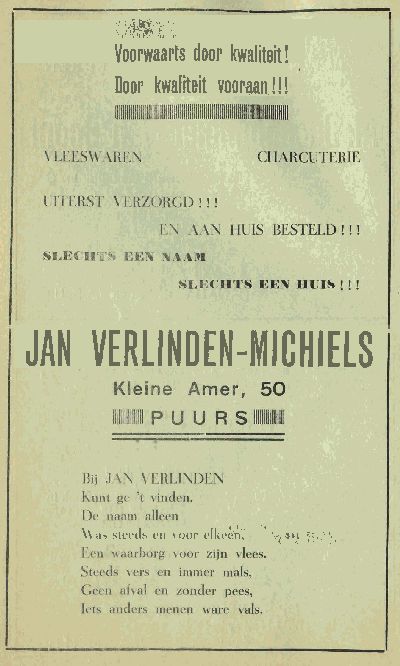 Voorwaarts door kwaliteit!
Door kwaliteit vooraan!!!
VLEESWAREN CHARCUTERIE
UITERST VERZORGD!!!
EN AAN HUIS BESTELD!!!
SLECHTS EEN NAAM
SLECHTS EEN HUIS!!!
JAN VERLINDEN-MICHIELS
Kleine Amer, 50
PUURS
Bij JAN VERLINDEN
Kunt ge 't vinden.
De naam alleen
Was steeds en voor elkeen,
Een waarborg voor zijn vlees.
Steeds vers en immer mals,
Geen afval en zonder pees,
Iets anders menen ware vals.